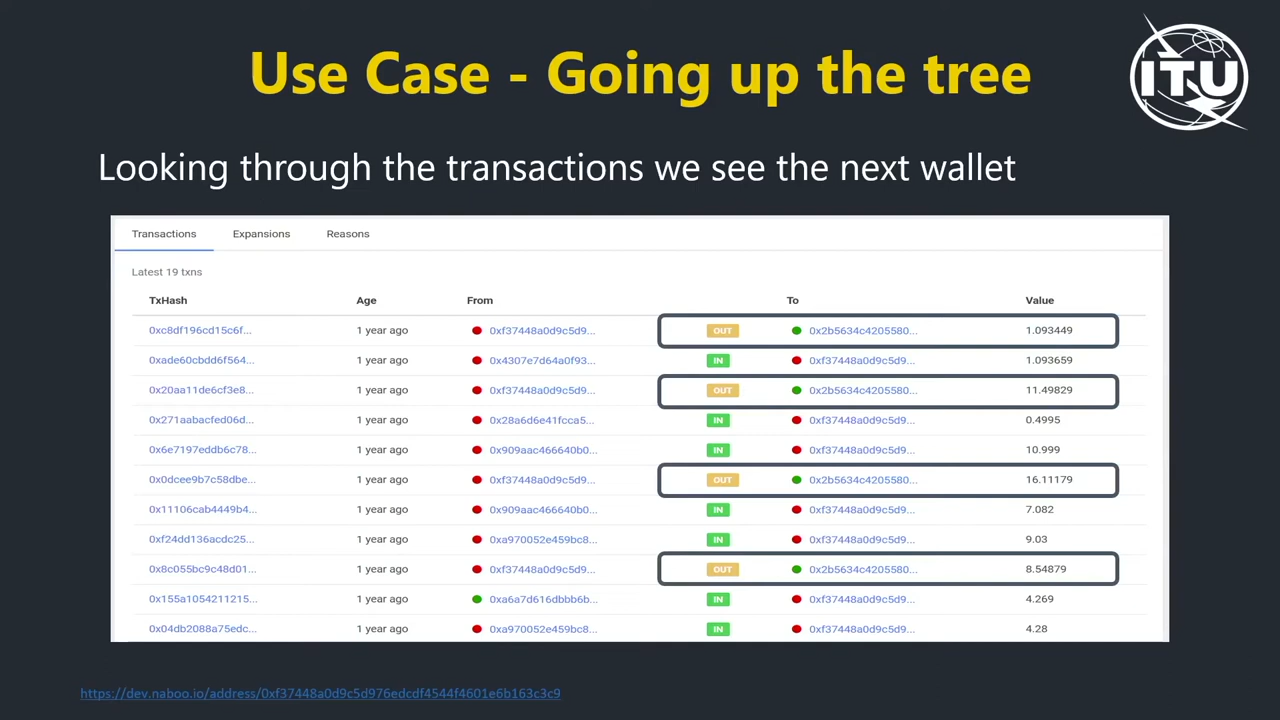 Use Case - Going up the tree
ITU
Looking through the transactions we see the next wallet
Transactions Expansions Reasons
Latest 19 txns
TxHash Age From To Value
0xc8df196cd15c6f... 1 year ago 0xf37448a0d9c5d9... OUT 0x2b5634c4205580... 1.093449
0xade60cbdd6f564... 1 year ago 0x4307e7d64a0f93... IN 0xf37448a0d9c5d9... 1.093659
0x20aa11de6cf3e8... 1 year ago 0xf37448a0d9c5d9... OUT 0x2b5634c4205580... 11.49829
0x271aabacfed06d... 1 year ago 0x28a6d6e41fcca5... IN 0xf37448a0d9c5d9... 0.4995
0x6e7197eddb6c78... 1 year ago 0x909aac466640b0... IN 0xf37448a0d9c5d9... 10.999
0x0dcee9b7c58dbe... 1 year ago 0xf37448a0d9c5d9... OUT 0x2b5634c4205580... 16.11179
0x11106cab4449b4... 1 year ago 0x909aac466640b0... IN 0xf37448a0d9c5d9... 7.082
0xf24dd136acdc25... 1 year ago 0xa970052e459bc8... IN 0xf37448a0d9c5d9... 9.03
0x8c055bc9c48d01... 1 year ago 0xf37448a0d9c5d9... OUT 0x2b5634c4205580... 8.54879
0x155a1054211215... 1 year ago 0xa6a7d616dbbb6b... IN 0xf37448a0d9c5d9... 4.269
0x04db2088a75edc... 1 year ago 0xa970052e459bc8... IN 0xf37448a0d9c5d9... 4.28
https://dev.naboo.io/address/0xf37448a0d9c5d976edcdf4544f4601e6b163c3c9